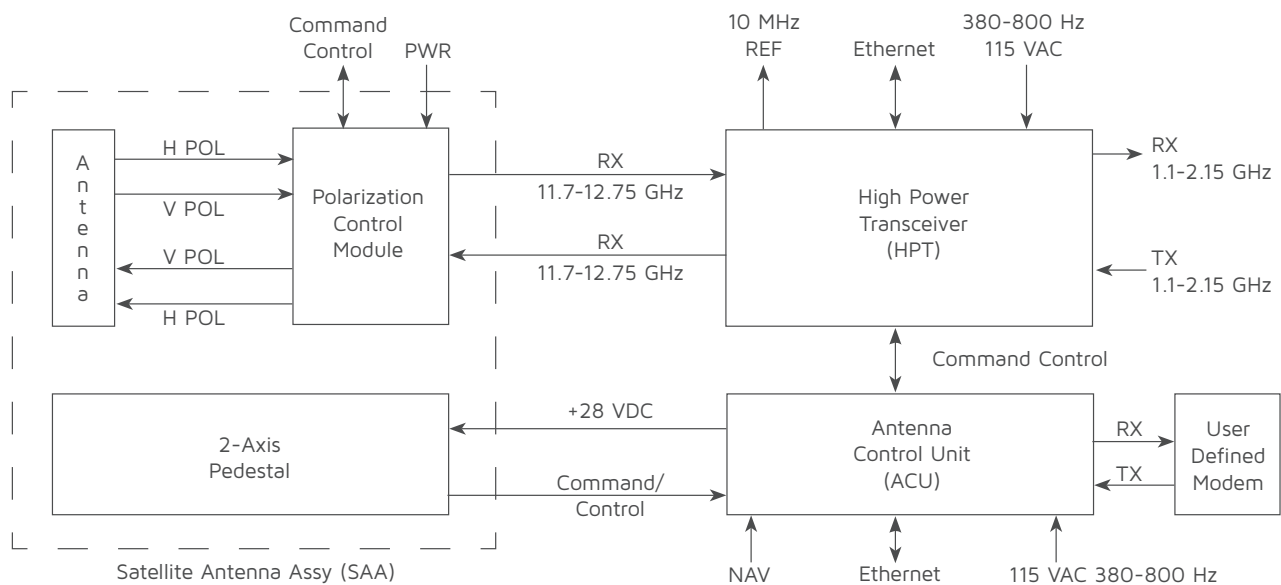 Command
Control
PWR
10 MHz
REF
Ethernet
380-800 Hz
115 VAC
Antenna
H POL
V POL
V POL
H POL
Polarization
Control
Module
RX
11.7-12.75 GHz
RX
11.7-12.75 GHz
High Power
Transceiver
(HPT)
RX
1.1-2.15 GHz
TX
1.1-2.15 GHz
Command Control
2-Axis
Pedestal
+28 VDC
Command/
Control
Antenna
Control Unit
(ACU)
RX
TX
User
Defined
Modem
Satellite Antenna Assy (SAA)
NAV
Ethernet
115 VAC 380-800 Hz